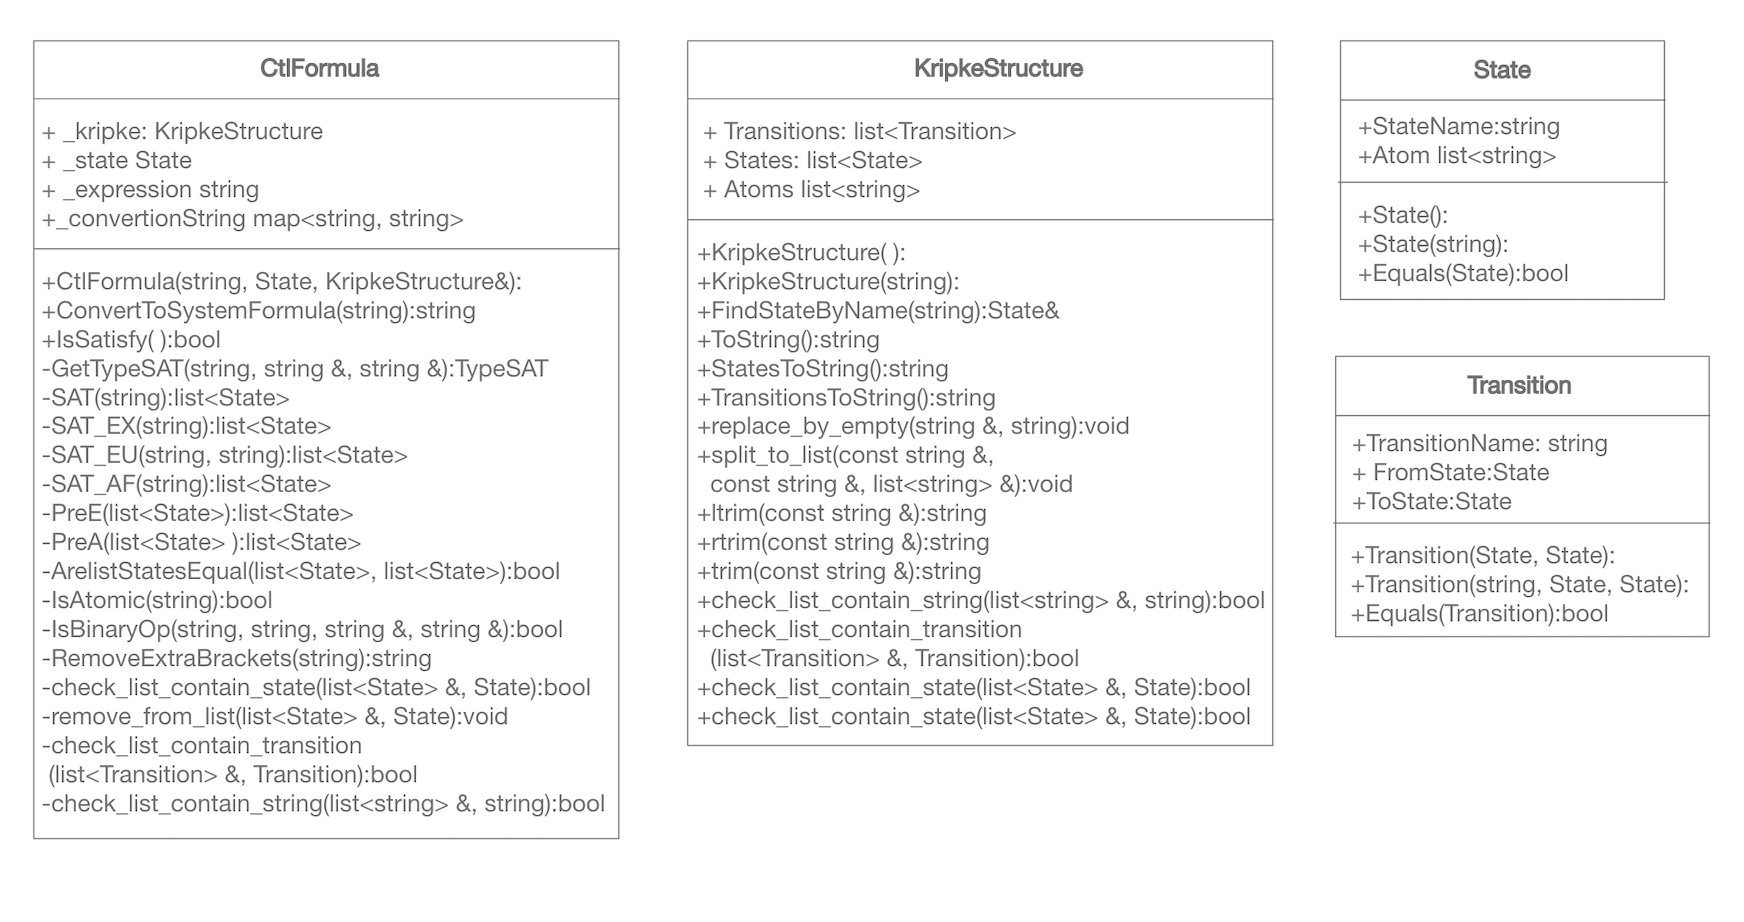 CtlFormula
+ _kripke: KripkeStructure
+ _state State
+ _expression string
+_convertionString map<string, string>
+CtlFormula(string, State, KripkeStructure&):
+ConvertToSystemFormula(string):string
+IsSatisfy( ):bool
-GetTypeSAT(string, string &, string &):TypeSAT
-SAT(string):list<State>
-SAT_EX(string):list<State>
-SAT_EU(string, string):list<State>
-SAT_AF(string):list<State>
-PreE(list<State>):list<State>
-PreA(list<State> ):list<State>
-ArelistStatesEqual(list<State>, list<State>):bool
-IsAtomic(string):bool
-IsBinaryOp(string, string, string &, string &):bool
-RemoveExtraBrackets(string):string
-check_list_contain_state(list<State> &, State):bool
-remove_from_list(list<State> &, State):void
-check_list_contain_transition
(list<Transition> &, Transition):bool
-check_list_contain_string(list<string> &, string):bool
KripkeStructure
+ Transitions: list<Transition>
+ States: list<State>
+ Atoms list<string>
+KripkeStructure( ):
+KripkeStructure(string):
+FindStateByName(string):State&
+ToString():string
+StatesToString():string
+TransitionsToString():string
+replace_by_empty(string &, string):void
+split_to_list(const string &,
const string &, list<string> &):void
+ltrim(const string &):string
+rtrim(const string &):string
+trim(const string &):string
+check_list_contain_string(list<string> &, string):bool
+check_list_contain_transition
(list<Transition> &, Transition):bool
+check_list_contain_state(list<State> &, State):bool
+check_list_contain_state(list<State> &, State):bool
State
+StateName:string
+Atom list<string>
+State():
+State(string):
+Equals(State):bool
Transition
+TransitionName: string
+ FromState:State
+ToState:State
+Transition(State, State):
+Transition(string, State, State):
+Equals(Transition):bool